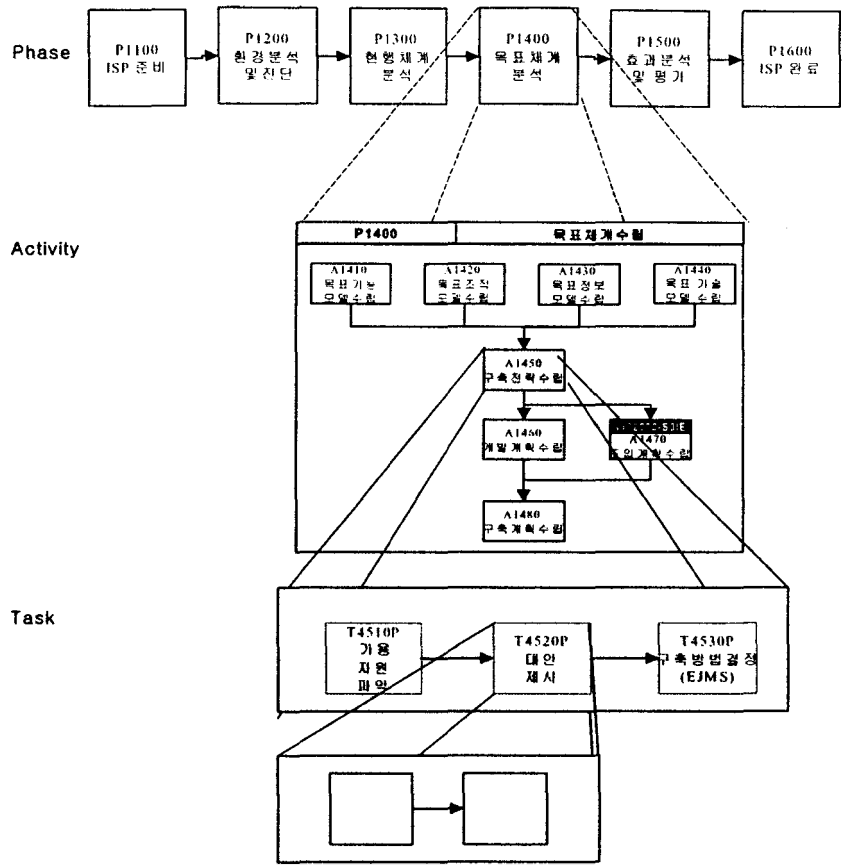 Phase
P1100
ISP 준비
P1200
환경분석
및 진단
P1300
현행체계
분석
P1400
목표체계
분석
P1500
효과분석
및 평가
P1600
ISP 완료
Activity
P1400
목표체계수립
A1410
목표기능
모델수립
A1420
목표조직
모델수립
A1430
목표정보
모델수립
A1440
목표기술
모델수립
A1450
구축전략수립
A1460
개발계획수립
A1470
도입계획수립
A1480
구축계획수립
Task
T4510P
가용
자원
파악
T4520P
대안
제시
T4530P
구축방법결정
(EJMS)